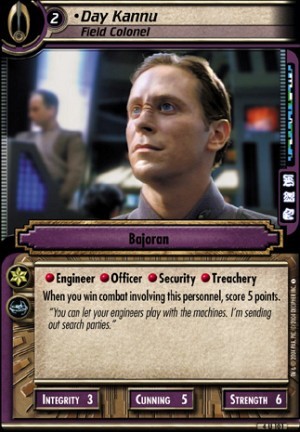 2
•Day Kannu
Field Colonel
Bajoran
Engineer Officer Security Treachery
When you win combat involving this personnel, score 5 points.
"You can let your engineers play with the machines. I'm sending
out search parties."
INTEGRITY 3 CUNNING 5 STRENGTH 6
4 U 181